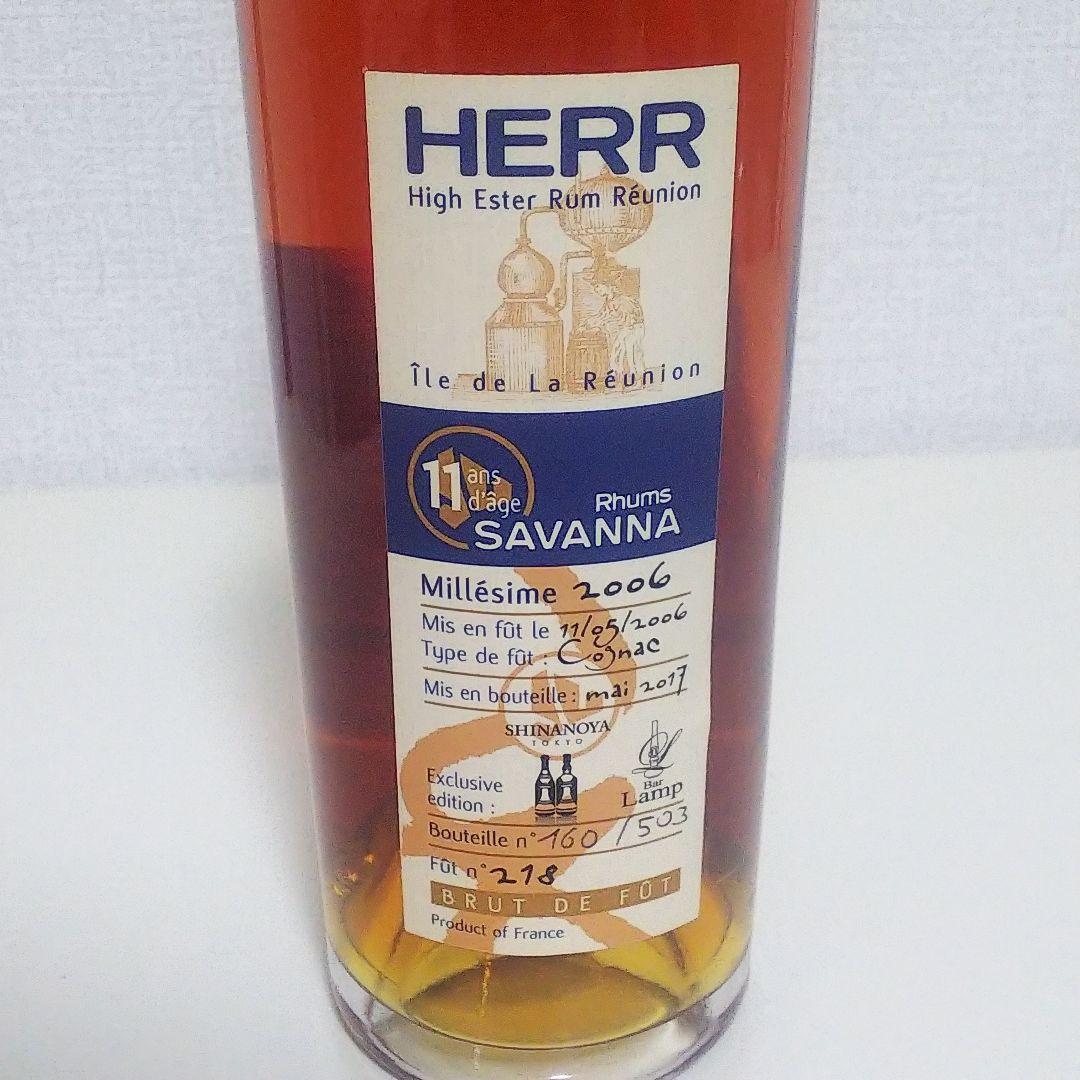 HERR
High Ester Rum Réunion
Île de La Réunion
11 ans d'âge
Rhums
SAVANNA
Millésime 2006
Mis en fût le 11/05/2006
Type de fût : Cognac
Mis en bouteille : mai 2017
SHINANOYA
TOKYO
Exclusive
edition :
Bar
Lamp
Bouteille n° 160 / 503
Fût n° 218
BRUT DE FÛT
Product of France